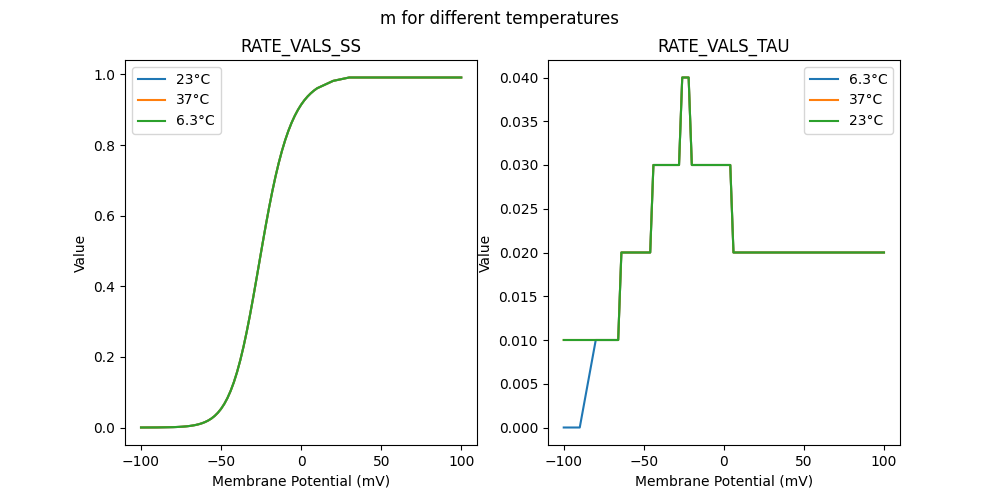 m for different temperatures
RATE_VALS_SS
1.0
0.8
0.6
0.4
0.2
0.0
Value
23°C
37°C
6.3°C
−100
−50
0
50
100
Membrane Potential (mV)
RATE_VALS_TAU
0.040
0.035
0.030
0.025
0.020
0.015
0.010
0.005
0.000
Value
6.3°C
37°C
23°C
−100
−50
0
50
100
Membrane Potential (mV)